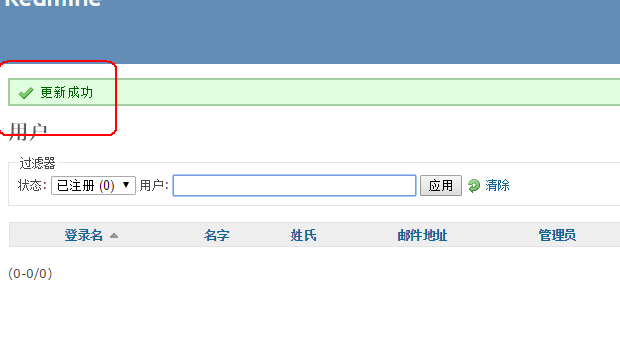 Redmine
更新成功
用户
过滤器
状态: 已注册 (0) 用户: 应用 清除
登录名 名字 姓氏 邮件地址 管理员
(0-0/0)